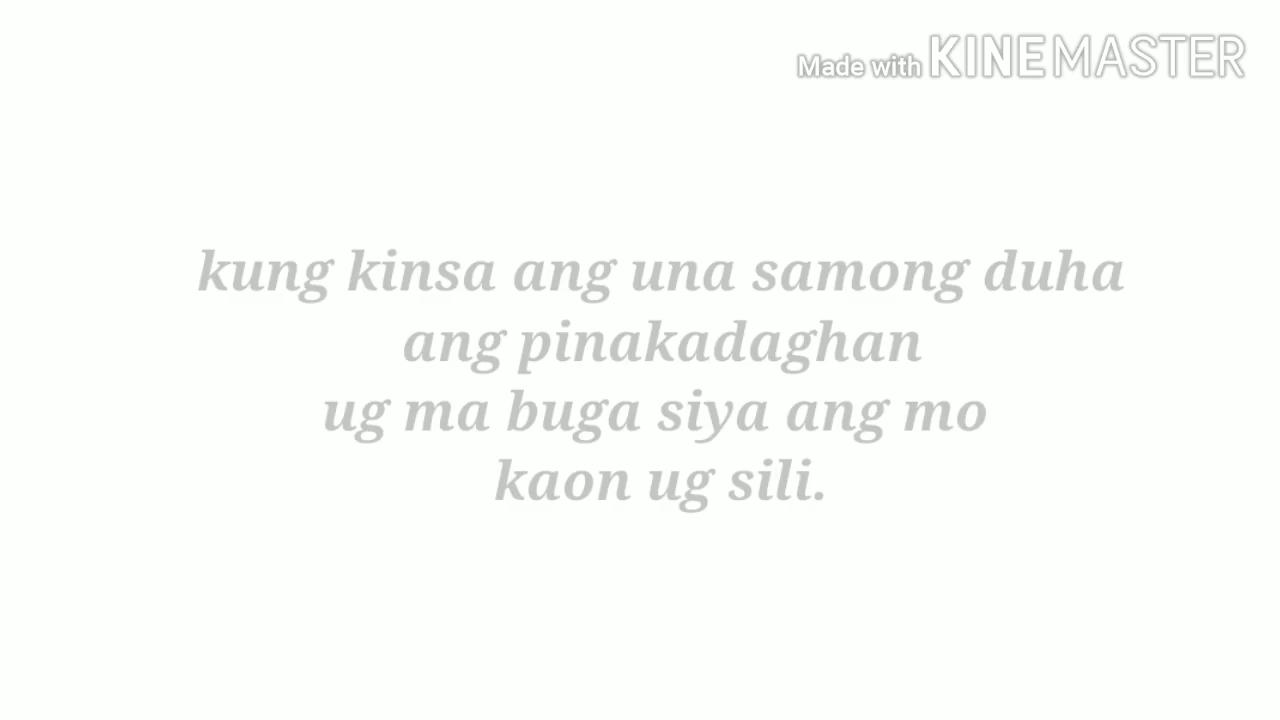 Made with KINEMASTER
kung kinsa ang una samong duha
ang pinakadaghan
ug ma buga siya ang mo
kaon ug sili.